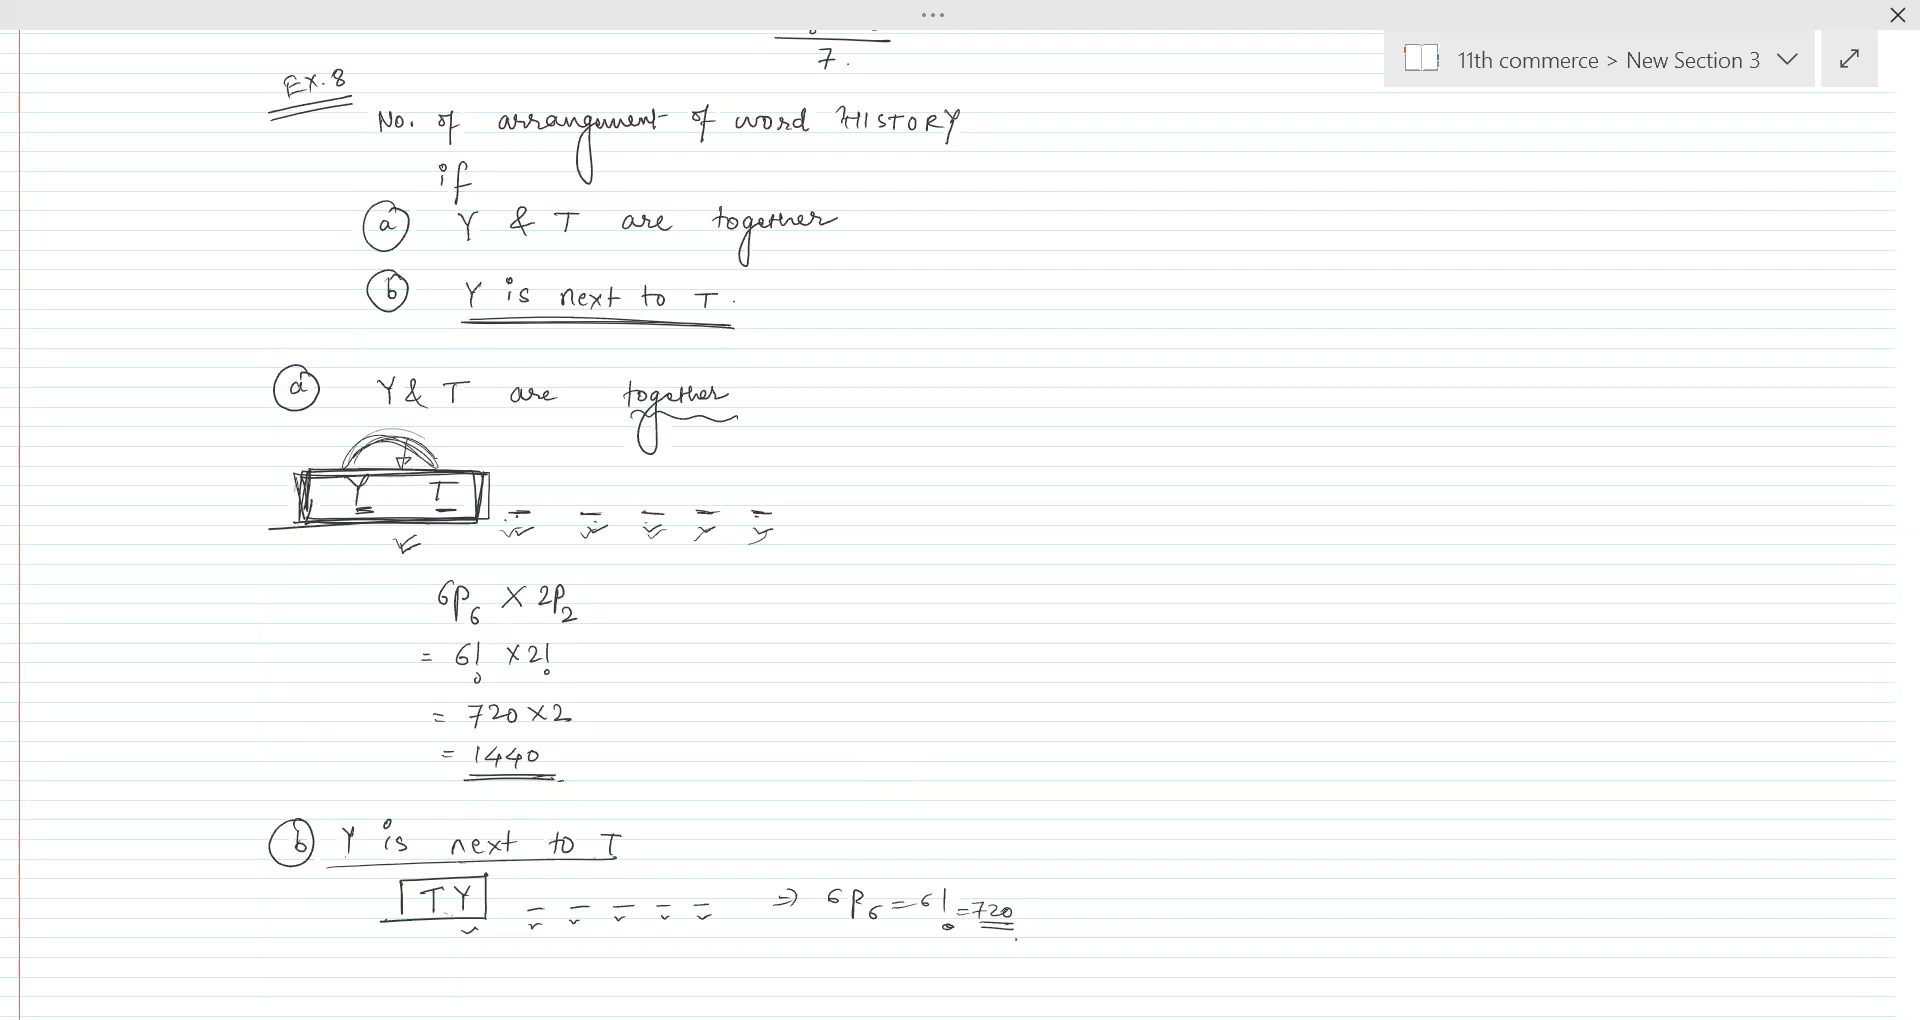 ...
7.
11th commerce > New Section 3
Ex. 8
No. of arrangement of word HISTORY
if
a Y & T are together
b Y is next to T.
a Y & T are together
Y T
6P6 × 2P2
= 6! × 2!
= 720 × 2
= 1440
b Y is next to T
TY ⇒ 6P6 = 6! = 720